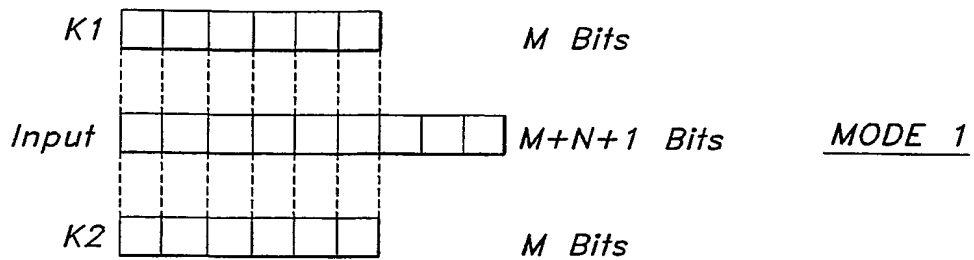 K1 M Bits
Input M+N+1 Bits MODE 1
K2 M Bits